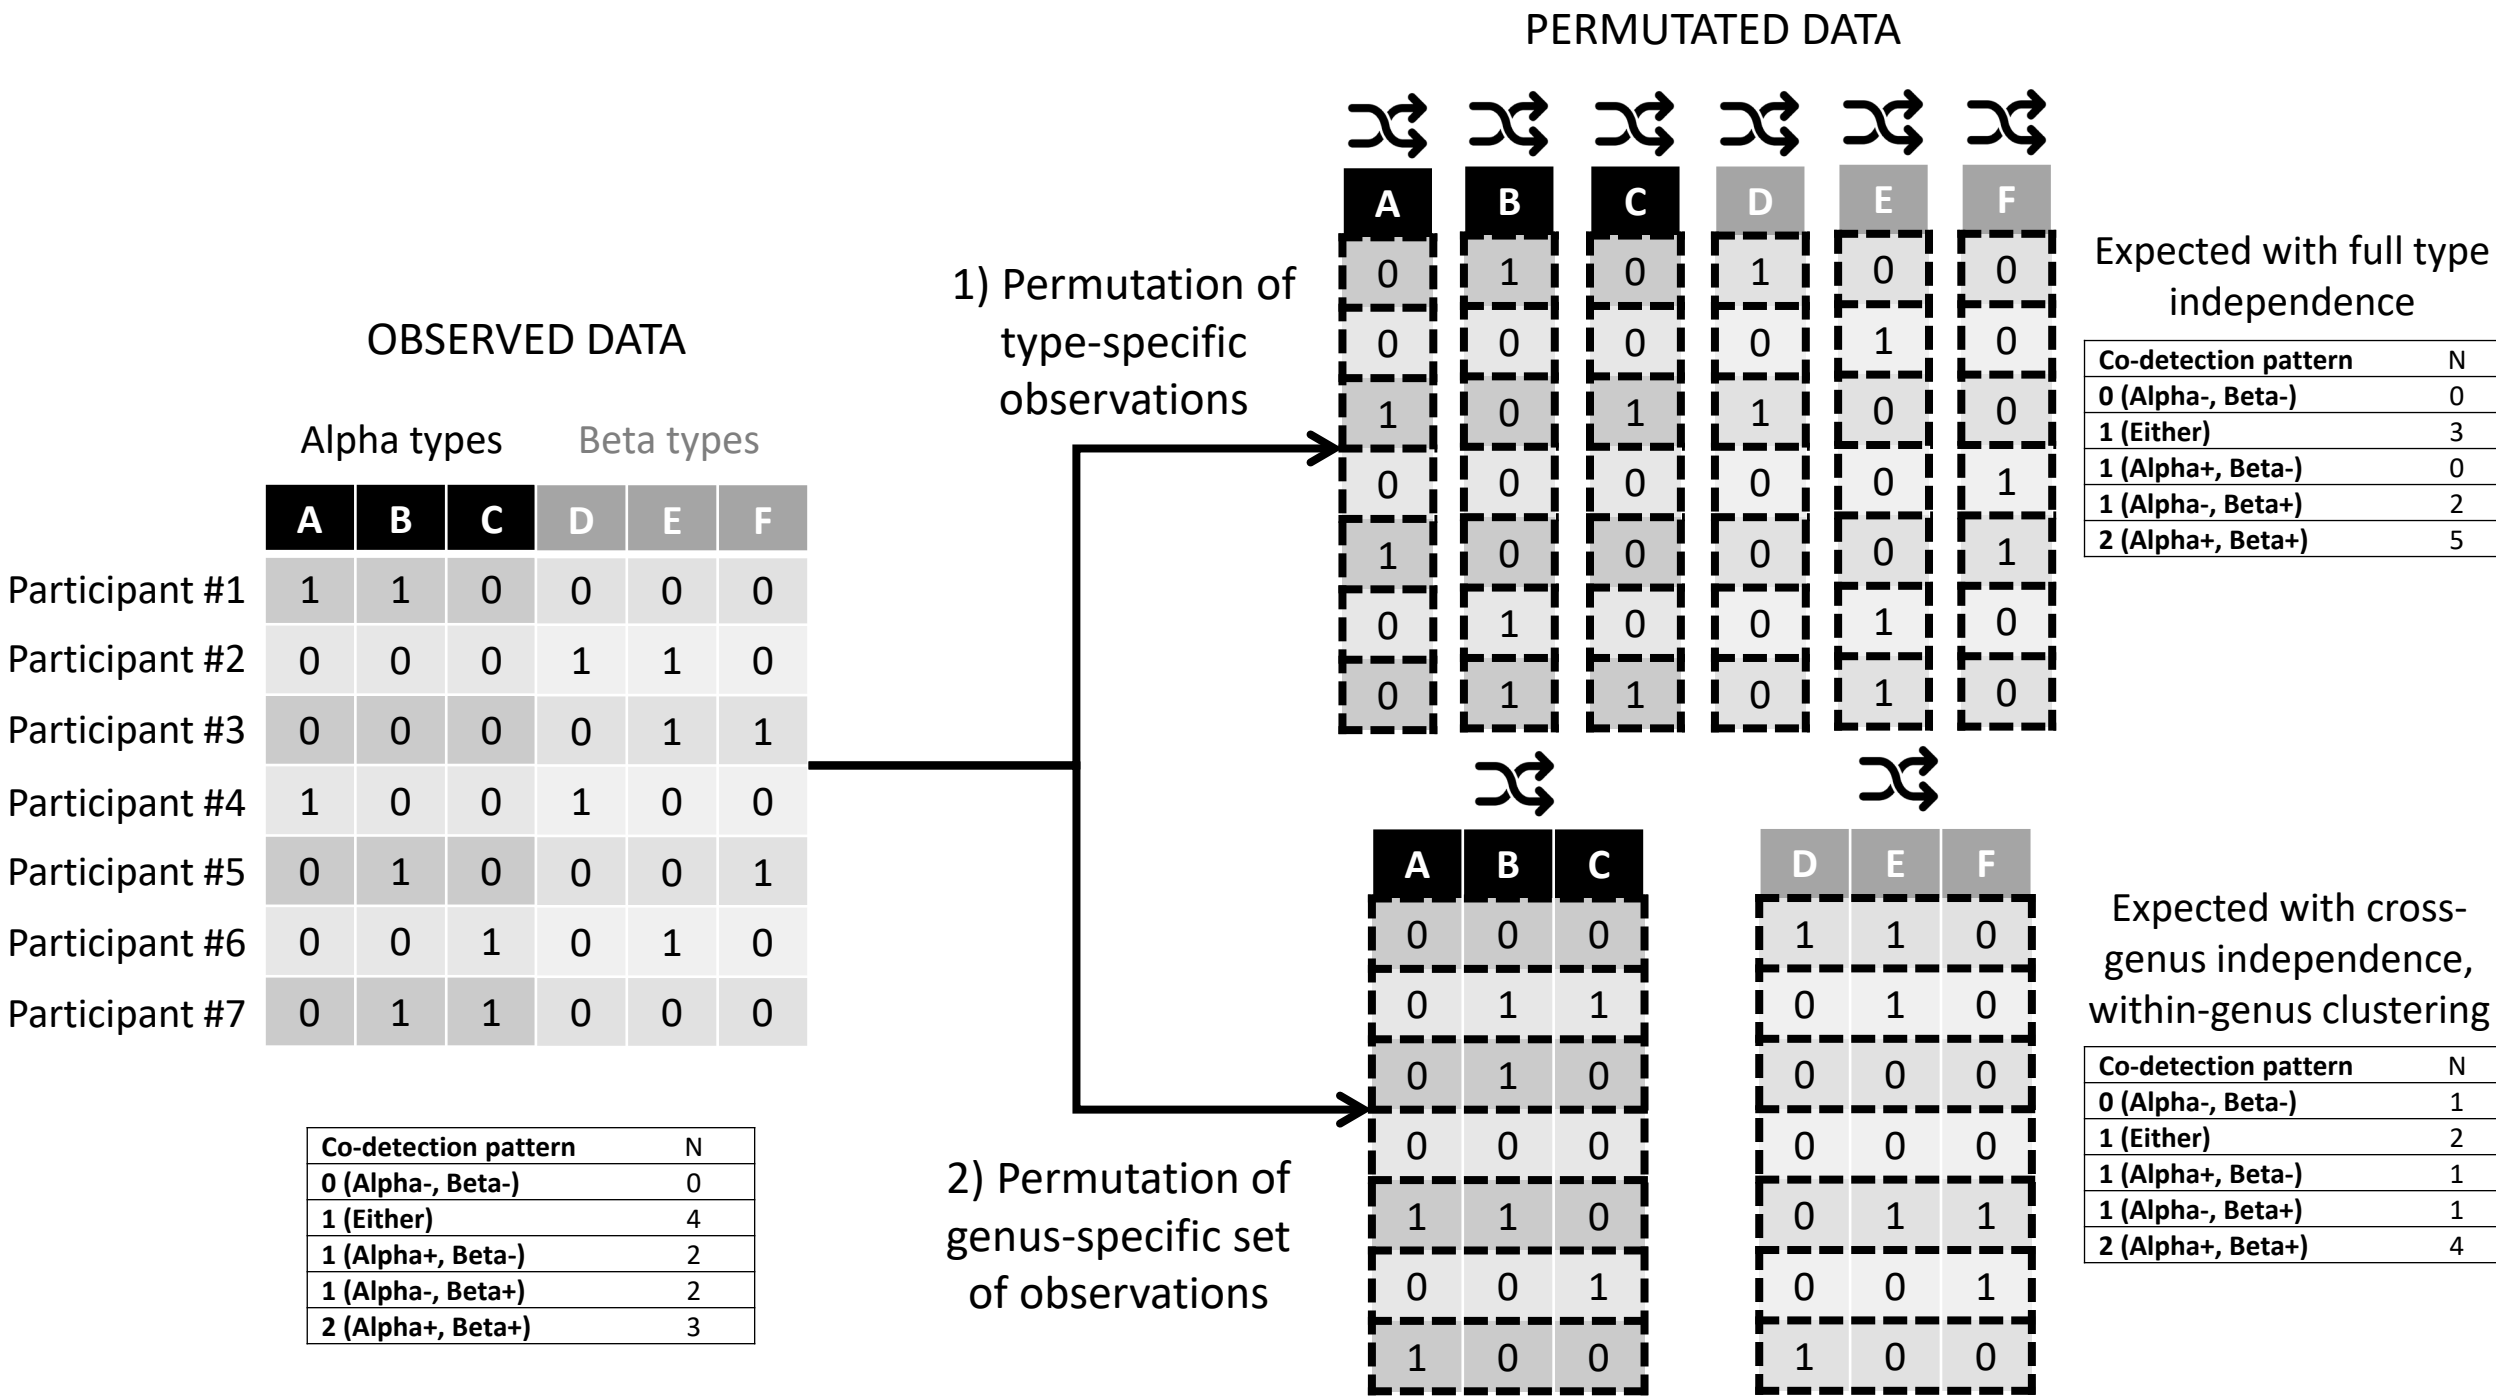 PERMUTATED DATA
OBSERVED DATA
Alpha types Beta types
A B C D E F
Participant #1 1 1 0 0 0 0
Participant #2 0 0 0 1 1 0
Participant #3 0 0 0 0 1 1
Participant #4 1 0 0 1 0 0
Participant #5 0 1 0 0 0 1
Participant #6 0 0 1 0 1 0
Participant #7 0 1 1 0 0 0
Co-detection pattern N
0 (Alpha-, Beta-) 0
1 (Either) 4
1 (Alpha+, Beta-) 2
1 (Alpha-, Beta+) 2
2 (Alpha+, Beta+) 3
1) Permutation of
type-specific
observations
A B C D E F
0 1 0 1 0 0
0 0 0 0 1 0
1 0 1 1 0 0
0 0 0 0 0 1
1 0 0 0 0 1
0 1 0 0 1 0
0 1 1 0 1 0
Expected with full type
independence
Co-detection pattern N
0 (Alpha-, Beta-) 0
1 (Either) 3
1 (Alpha+, Beta-) 0
1 (Alpha-, Beta+) 2
2 (Alpha+, Beta+) 5
2) Permutation of
genus-specific set
of observations
A B C D E F
0 0 0 1 1 0
0 1 1 0 1 0
0 1 0 0 0 0
0 0 0 0 0 0
1 1 0 0 1 1
0 0 1 0 0 1
1 0 0 1 0 0
Expected with cross-
genus independence,
within-genus clustering
Co-detection pattern N
0 (Alpha-, Beta-) 1
1 (Either) 2
1 (Alpha+, Beta-) 1
1 (Alpha-, Beta+) 1
2 (Alpha+, Beta+) 4